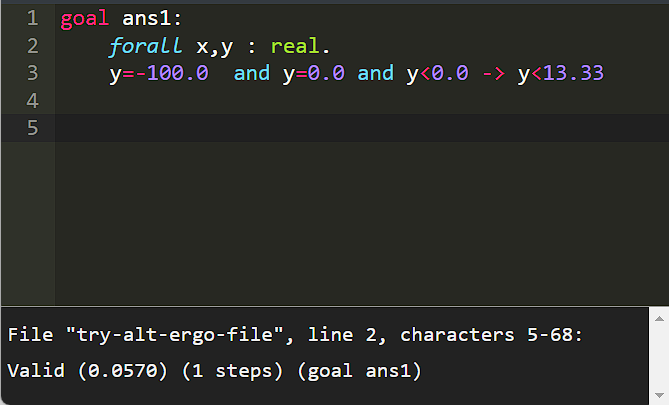 1 goal ans1:
2 forall x,y : real.
3 y=-100.0  and y=0.0 and y<0.0 -> y<13.33
4
5
File "try-alt-ergo-file", line 2, characters 5-68:
Valid (0.0570) (1 steps) (goal ans1)